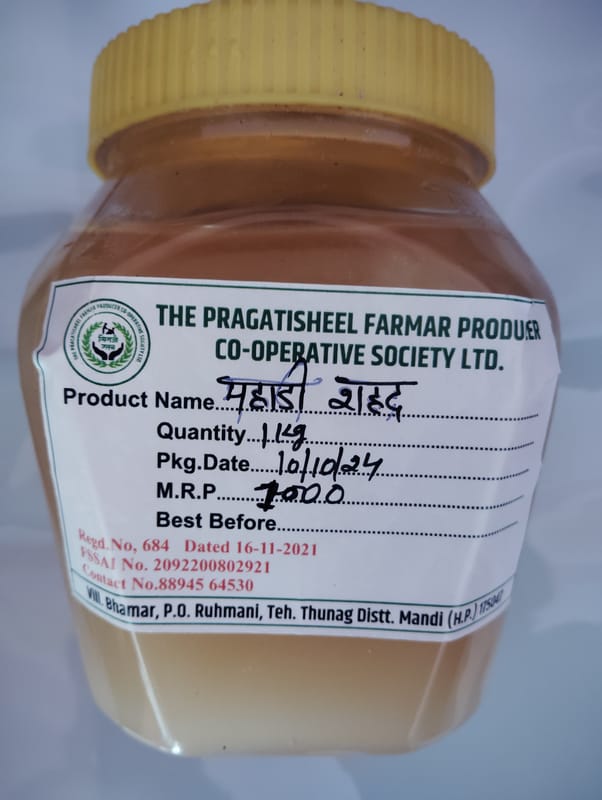 THE PRAGATISHEEL FARMAR PRODUCER
CO-OPERATIVE SOCIETY LTD.
Product Name....पहाडी शहद
Quantity....1 Kg
Pkg.Date....10/10/24
M.R.P....1000
Best Before....
Regd.No, 684 Dated 16-11-2021
FSSAI No. 2092200802921
Contact No.88945 64530
Vill. Bhamar, P.O. Ruhmani, Teh. Thunag Distt. Mandi (H.P.) 175047